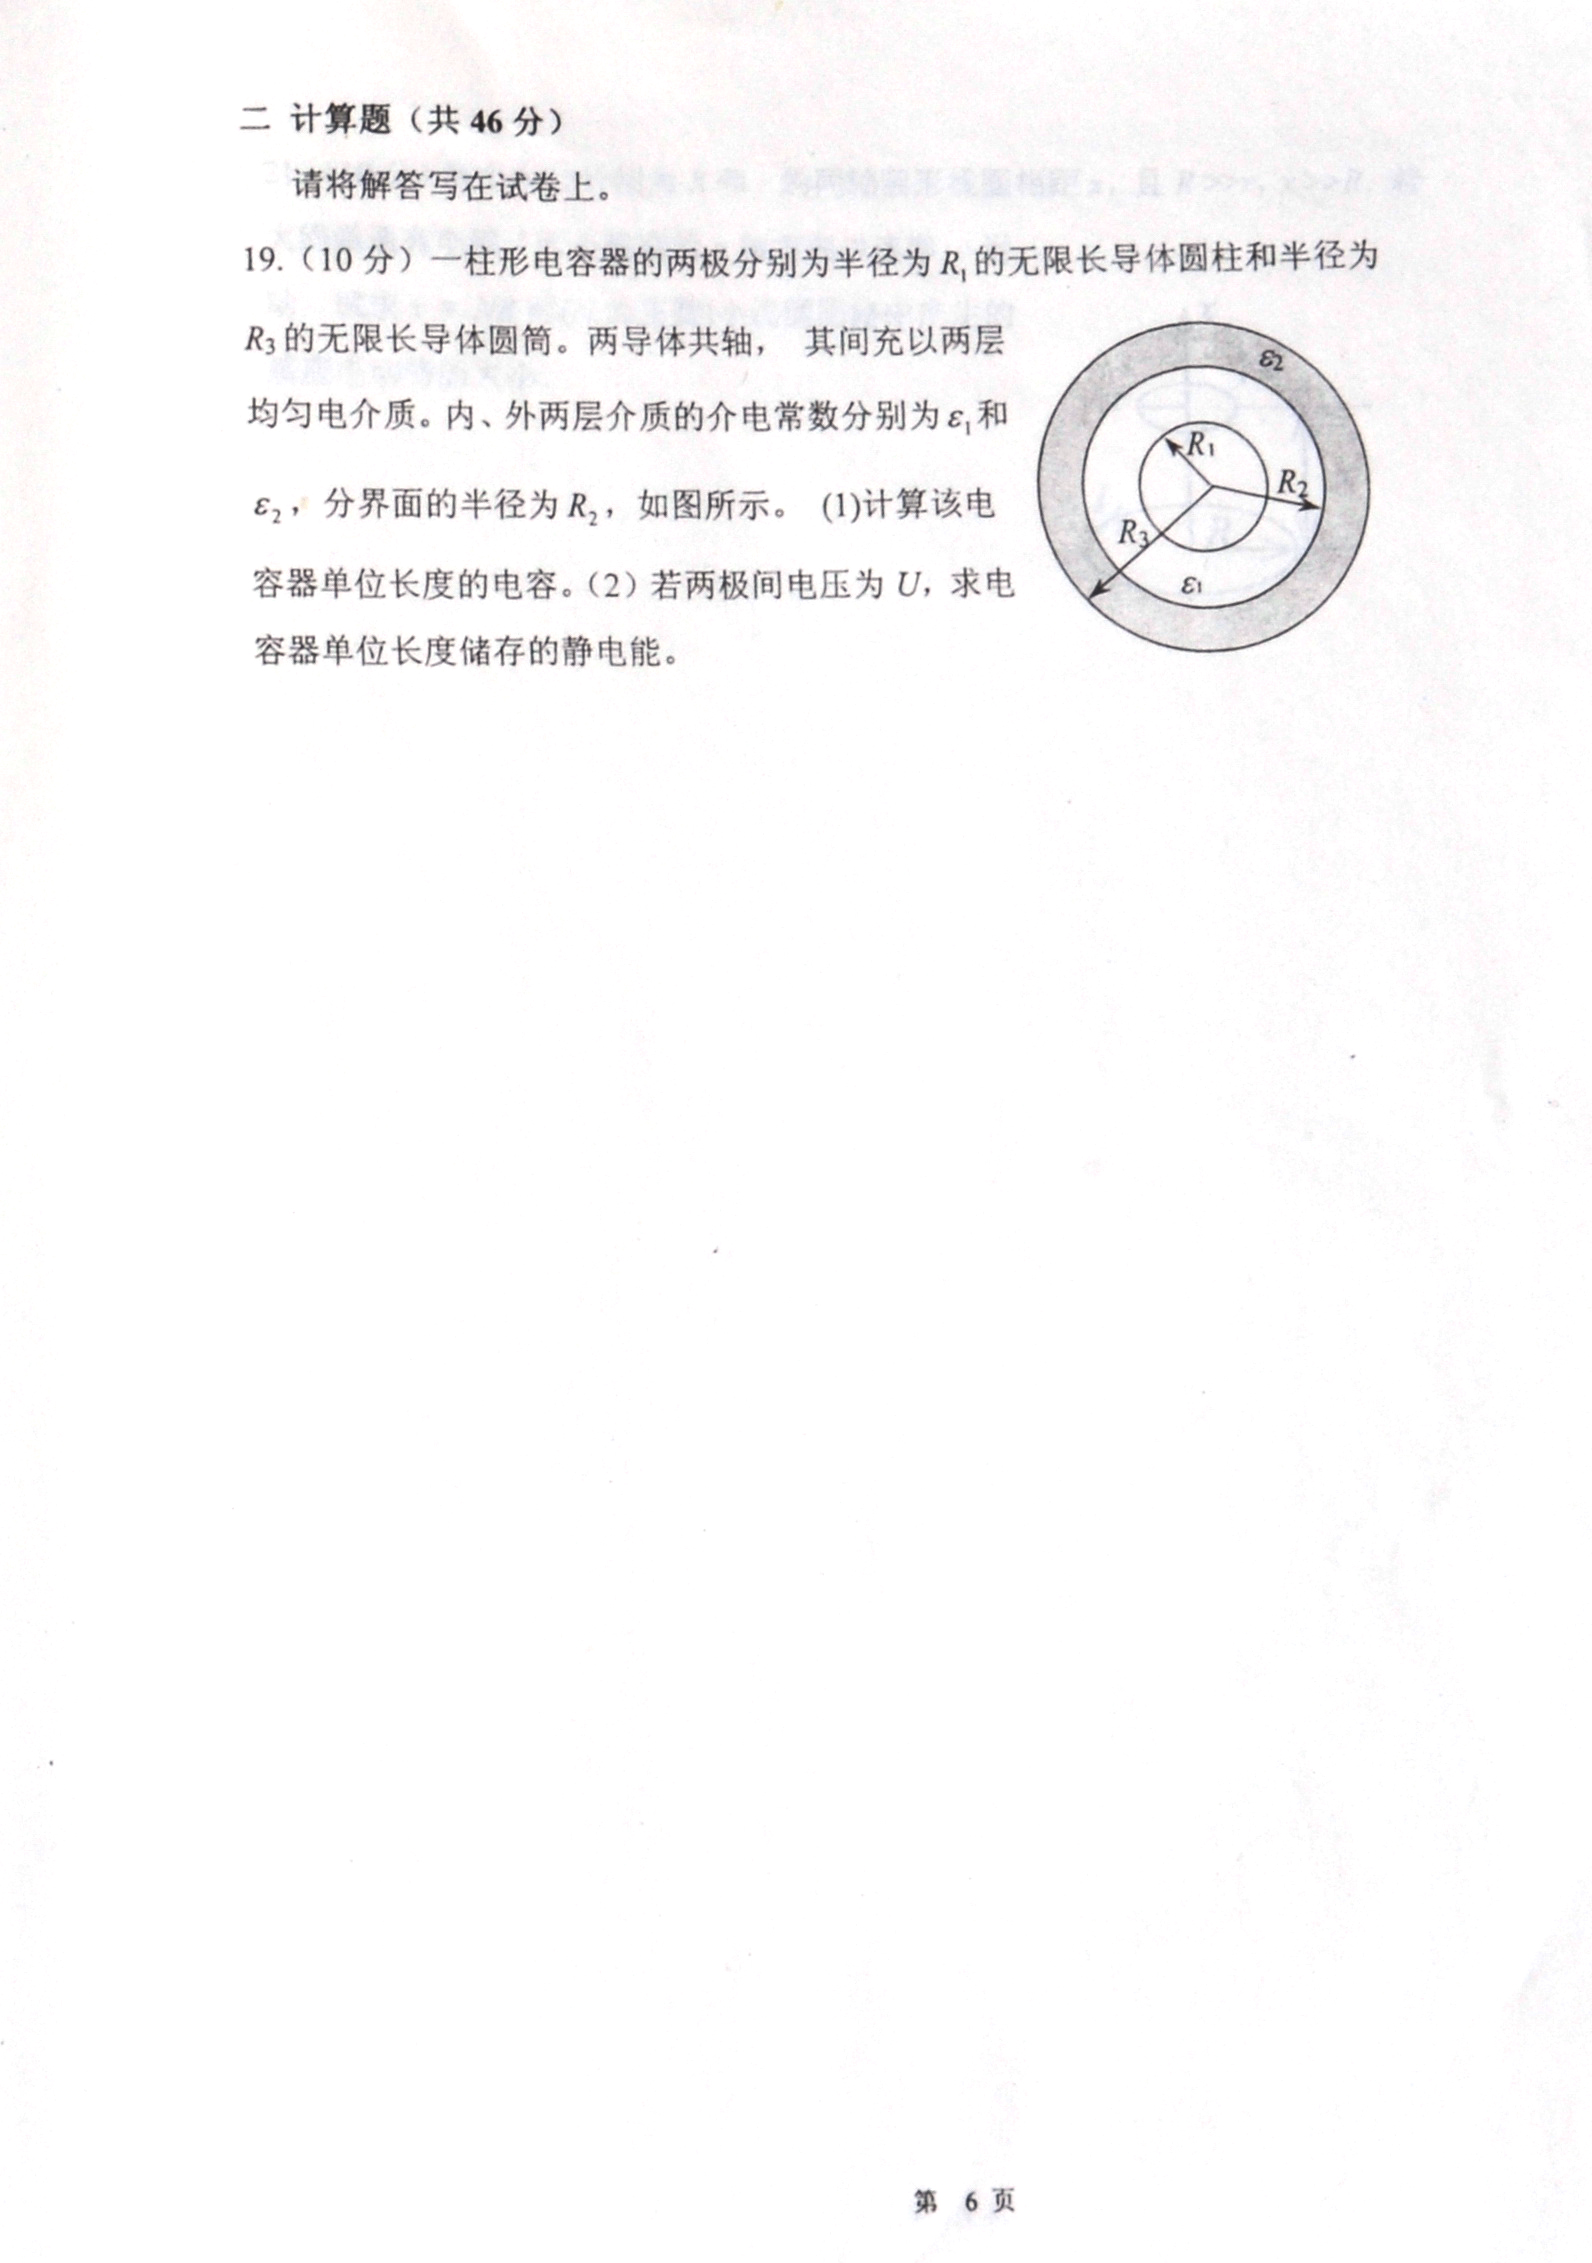 二 计算题（共 46 分）
请将解答写在试卷上。
19.（10 分）一柱形电容器的两极分别为半径为 R₁ 的无限长导体圆柱和半径为
R₃ 的无限长导体圆筒。两导体共轴， 其间充以两层
均匀电介质。内、外两层介质的介电常数分别为 ε₁ 和
ε₂， 分界面的半径为 R₂，如图所示。 (1)计算该电
容器单位长度的电容。（2）若两极间电压为 U，求电
容器单位长度储存的静电能。
ε₂
R₁
R₂
R₃
ε₁
第 6 页